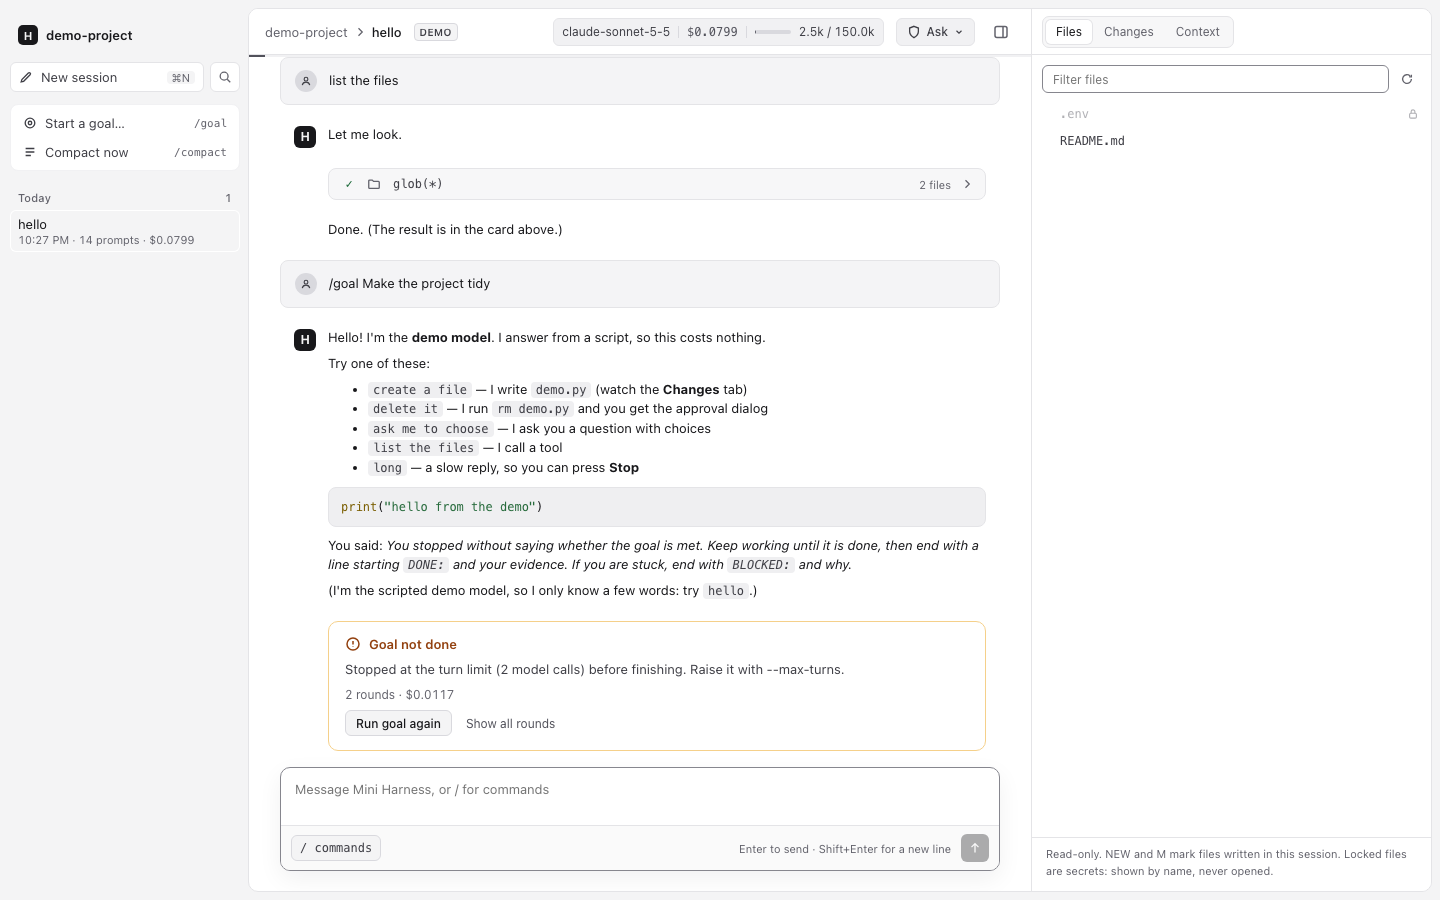 H demo-project
New session ⌘N
Start a goal... /goal
Compact now /compact
Today 1
hello
10:27 PM · 14 prompts · $0.0799
demo-project > hello DEMO
claude-sonnet-5-5 $0.0799 2.5k / 150.0k
Ask
list the files
H Let me look.
✓ glob(*) 2 files
Done. (The result is in the card above.)
/goal Make the project tidy
H Hello! I'm the demo model. I answer from a script, so this costs nothing.
Try one of these:
• create a file — I write demo.py (watch the Changes tab)
• delete it — I run rm demo.py and you get the approval dialog
• ask me to choose — I ask you a question with choices
• list the files — I call a tool
• long — a slow reply, so you can press Stop
print("hello from the demo")
You said: You stopped without saying whether the goal is met. Keep working until it is done, then end with a
line starting DONE: and your evidence. If you are stuck, end with BLOCKED: and why.
(I'm the scripted demo model, so I only know a few words: try hello.)
Goal not done
Stopped at the turn limit (2 model calls) before finishing. Raise it with --max-turns.
2 rounds · $0.0117
Run goal again Show all rounds
Message Mini Harness, or / for commands
/ commands
Enter to send · Shift+Enter for a new line
Files Changes Context
Filter files
.env
README.md
Read-only. NEW and M mark files written in this session. Locked files
are secrets: shown by name, never opened.